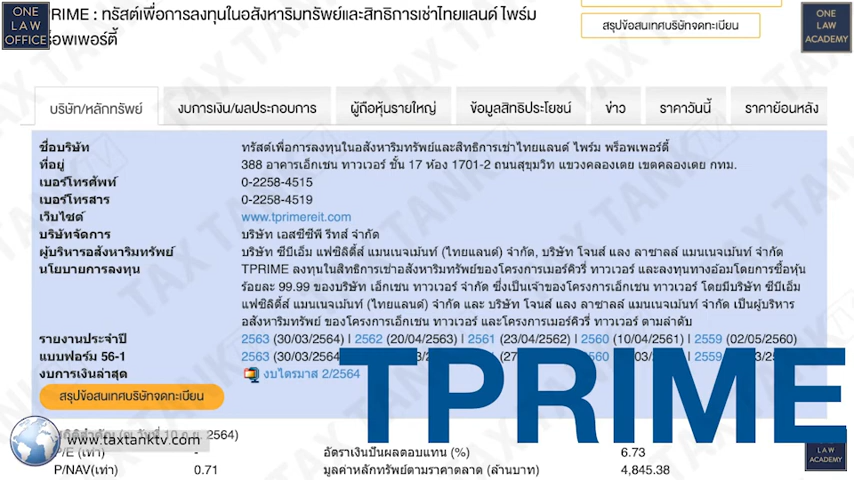 ONE
LAW
OFFICE
PRIME : ทรัสต์เพื่อการลงทุนในอสังหาริมทรัพย์และสิทธิการเช่าไทยแลนด์ ไพร์ม
ร็อพเพอร์ตี้
สรุปข้อสนเทศบริษัทจดทะเบียน
ONE
LAW
ACADEMY
บริษัท/หลักทรัพย์ งบการเงิน/ผลประกอบการ ผู้ถือหุ้นรายใหญ่ ข้อมูลสิทธิประโยชน์ ข่าว ราคาวันนี้ ราคาย้อนหลัง
ชื่อบริษัท ทรัสต์เพื่อการลงทุนในอสังหาริมทรัพย์และสิทธิการเช่าไทยแลนด์ ไพร์ม พร็อพเพอร์ตี้
ที่อยู่ 388 อาคารเอ็กเชน ทาวเวอร์ ชั้น 17 ห้อง 1701-2 ถนนสุขุมวิท แขวงคลองเตย เขตคลองเตย กทม.
เบอร์โทรศัพท์ 0-2258-4515
เบอร์โทรสาร 0-2258-4519
เว็บไซต์ www.tprimereit.com
บริษัทจัดการ บริษัท เอสซีซีพี รีทส์ จำกัด
ผู้บริหารอสังหาริมทรัพย์ บริษัท ซีบีเอ็ม แฟซิลิตี้ส์ แมนเนจเม้นท์ (ไทยแลนด์) จำกัด, บริษัท โจนส์ แลง ลาซาลล์ แมนเนจเม้นท์ จำกัด
นโยบายการลงทุน TPRIME ลงทุนในสิทธิการเช่าอสังหาริมทรัพย์ของโครงการเมอร์คิวรี่ ทาวเวอร์ และลงทุนทางอ้อมโดยการซื้อหุ้น
ร้อยละ 99.99 ของบริษัท เอ็กเชน ทาวเวอร์ จำกัด ซึ่งเป็นเจ้าของโครงการเอ็กเชน ทาวเวอร์ โดยมีบริษัท ซีบีเอ็ม
แฟซิลิตี้ส์ แมนเนจเม้นท์ (ไทยแลนด์) จำกัด และ บริษัท โจนส์ แลง ลาซาลล์ แมนเนจเม้นท์ จำกัด เป็นผู้บริหาร
อสังหาริมทรัพย์ ของโครงการเอ็กเชน ทาวเวอร์ และโครงการเมอร์คิวรี่ ทาวเวอร์ ตามลำดับ
รายงานประจำปี 2563 (30/03/2564) | 2562 (20/04/2563) | 2561 (23/04/2562) | 2560 (10/04/2561) | 2559 (02/05/2560)
แบบฟอร์ม 56-1 2563 (30/03/2564
งบการเงินล่าสุด งบไตรมาส 2/2564
TPRIME
สรุปข้อสนเทศบริษัทจดทะเบียน
www.taxtanktv.com
P/E (เท่า) - อัตราเงินปันผลตอบแทน (%) 6.73
P/NAV(เท่า) 0.71 มูลค่าหลักทรัพย์ตามราคาตลาด (ล้านบาท) 4,845.38
LAW
ACADEMY